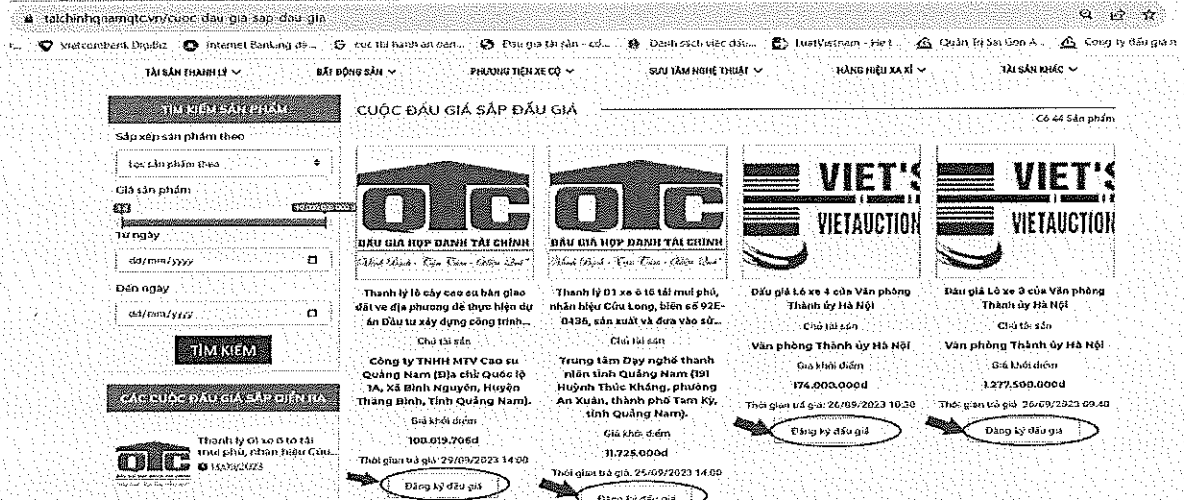 taichinhqnamqtc.vn/cuoc-dau-gia-sap-dau-gia
Vietcombank DigiBiz
Internet Banking
Đấu giá tài sản - cổ...
Danh sách việc đấu...
LuatVietnam - Hệ t...
Quản Trị Sài Gòn A...
Công ty đấu giá
TÀI SẢN THANH LÝ
BẤT ĐỘNG SẢN
PHƯƠNG TIỆN XE CỘ
SƯU TẦM NGHỆ THUẬT
HÀNG HIỆU XA XỈ
TÀI SẢN KHÁC
TÌM KIẾM SẢN PHẨM
Sắp xếp sản phẩm theo
Lọc sản phẩm theo
Giá sản phẩm
Từ ngày
dd/mm/yyyy
Đến ngày
dd/mm/yyyy
TÌM KIẾM
CÁC CUỘC ĐẤU GIÁ SẮP DIỄN RA
Thanh lý 01 xe ô tô tải
mui phủ, nhãn hiệu Cửu...
CUỘC ĐẤU GIÁ SẮP ĐẤU GIÁ
Có 44 Sản phẩm
QTC
ĐẤU GIÁ HỢP DANH TÀI CHÍNH
Thanh lý lô cây cao su bàn giao
đất về địa phương để thực hiện dự
án Đầu tư xây dựng công trình...
Chủ tài sản
Công ty TNHH MTV Cao su
Quảng Nam (Địa chỉ: Quốc lộ
1A, Xã Bình Nguyên, Huyện
Thăng Bình, Tỉnh Quảng Nam).
Giá khởi điểm
100.019.706đ
Thời gian trả giá: 29/09/2023 14:00
Đăng ký đấu giá
QTC
ĐẤU GIÁ HỢP DANH TÀI CHÍNH
Thanh lý 01 xe ô tô tải mui phủ,
nhãn hiệu Cửu Long, biển số 92E-
0436, sản xuất và đưa vào sử...
Chủ tài sản
Trung tâm Dạy nghề thanh
niên tỉnh Quảng Nam (191
Huỳnh Thúc Kháng, phường
An Xuân, thành phố Tam Kỳ,
tỉnh Quảng Nam).
Giá khởi điểm
31.725.000đ
Thời gian trả giá: 25/09/2023 14:00
Đăng ký đấu giá
VIET'S
VIETAUCTION
Đấu giá Lô xe 4 của Văn phòng
Thành ủy Hà Nội
Chủ tài sản
Văn phòng Thành ủy Hà Nội
Giá khởi điểm
174.000.000đ
Thời gian trả giá: 26/09/2023 10:30
Đăng ký đấu giá
VIET'S
VIETAUCTION
Đấu giá Lô xe 3 của Văn phòng
Thành ủy Hà Nội
Chủ tài sản
Văn phòng Thành ủy Hà Nội
Giá khởi điểm
1.277.500.000đ
Thời gian trả giá: 26/09/2023 09:40
Đăng ký đấu giá